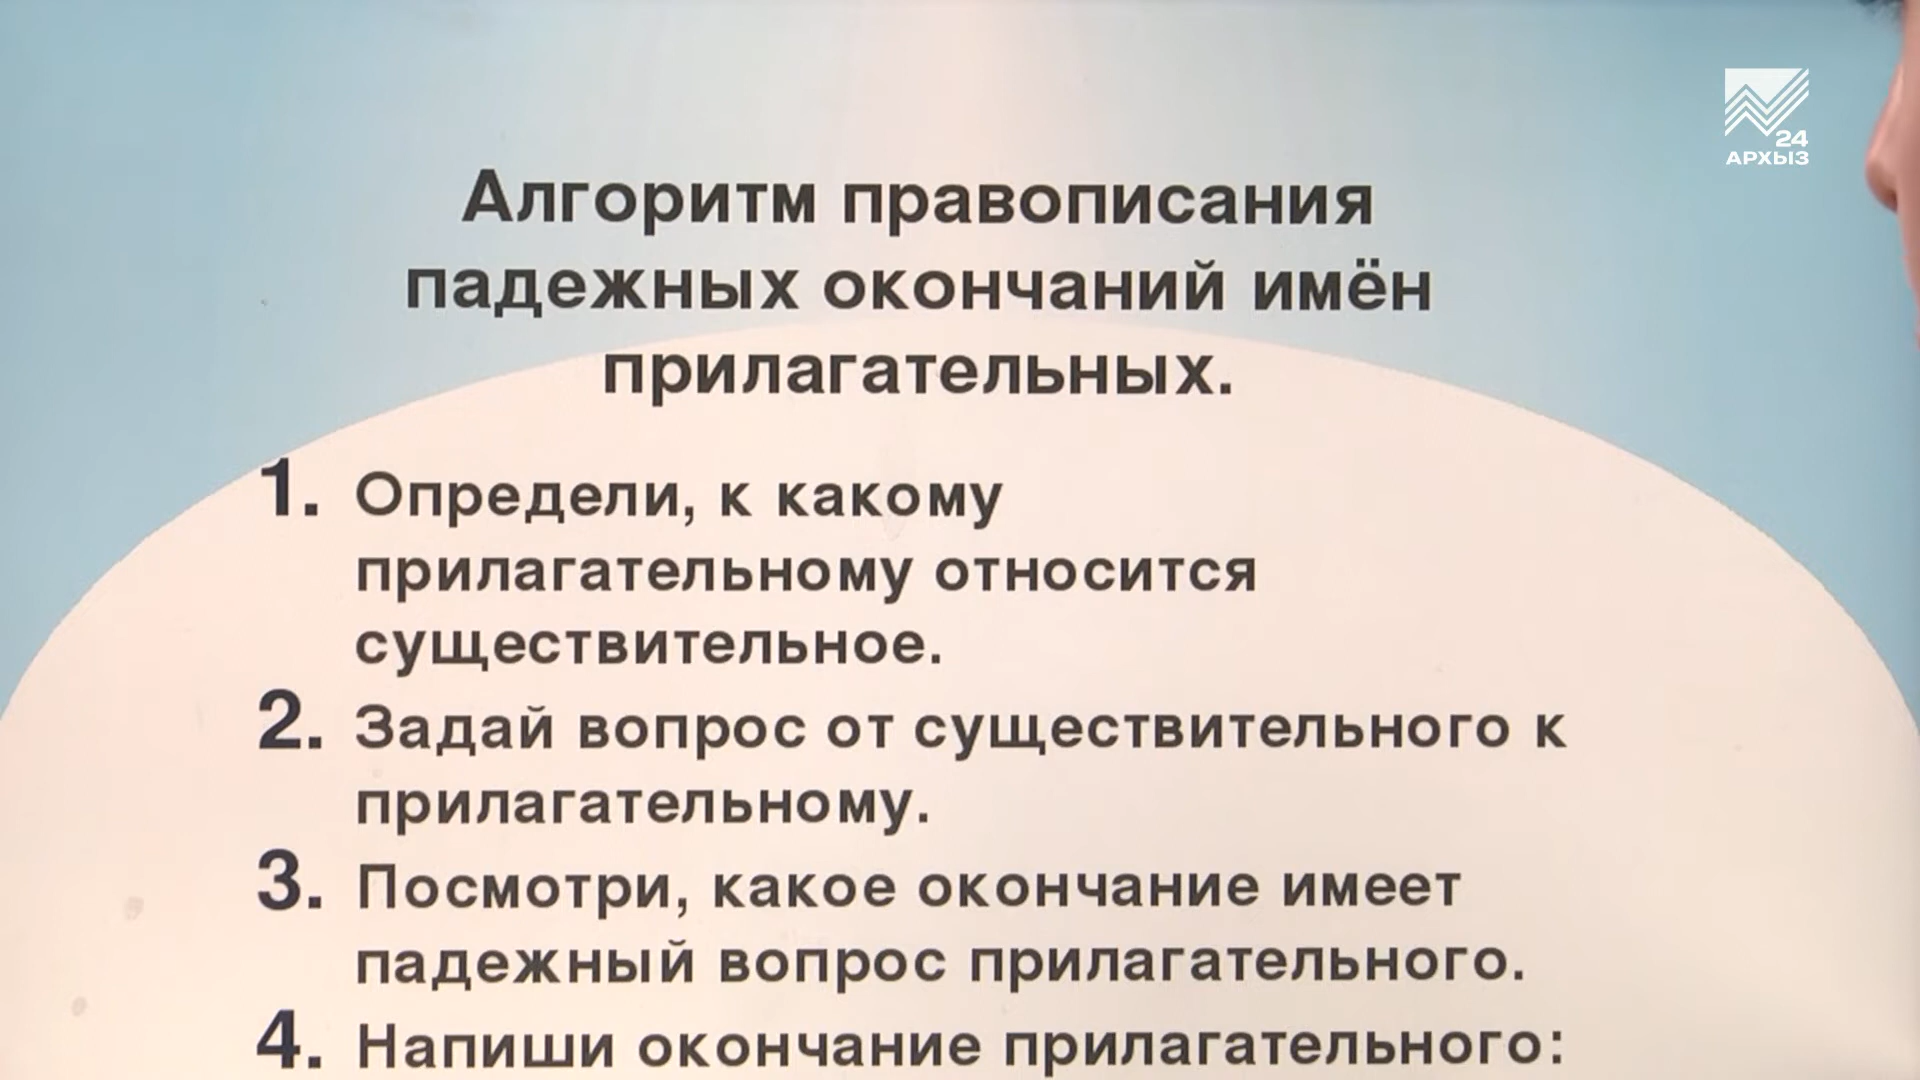 24
АРХЫЗ
Алгоритм правописания
падежных окончаний имён
прилагательных.
1. Определи, к какому
прилагательному относится
существительное.
2. Задай вопрос от существительного к
прилагательному.
3. Посмотри, какое окончание имеет
падежный вопрос прилагательного.
4. Напиши окончание прилагательного: